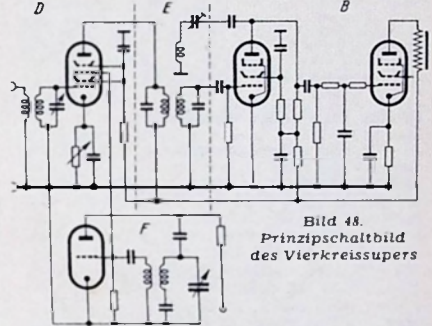 D E B
F
Bild 48.
Prinzipschaltbild
des Vierkreissupers